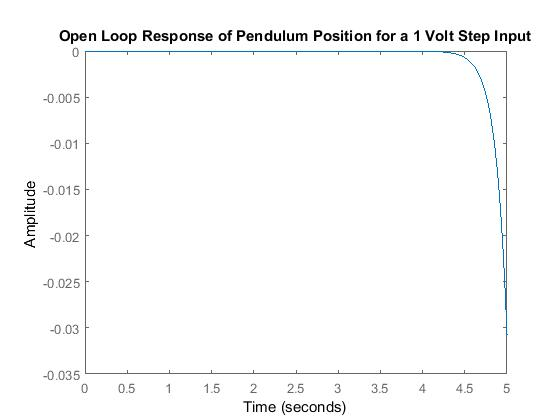 Open Loop Response of Pendulum Position for a 1 Volt Step Input
0
-0.005
-0.01
-0.015
-0.02
-0.025
-0.03
-0.035
Amplitude
0 0.5 1 1.5 2 2.5 3 3.5 4 4.5 5
Time (seconds)